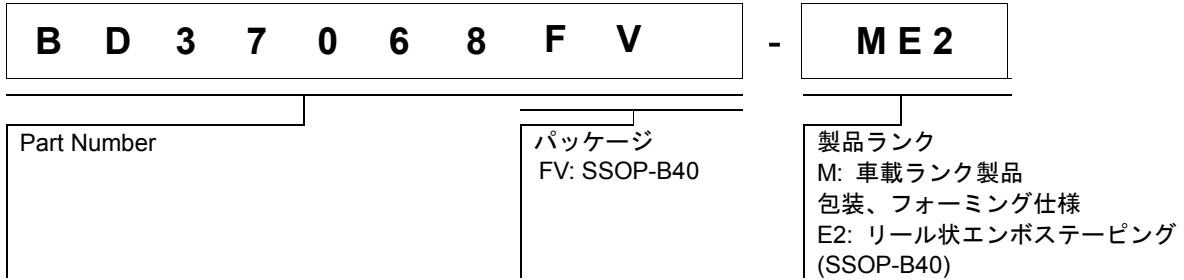 B D 3 7 0 6 8 F V - M E 2
Part Number
パッケージ
FV: SSOP-B40
製品ランク
M: 車載ランク製品
包装、フォーミング仕様
E2: リール状エンボステーピング
(SSOP-B40)